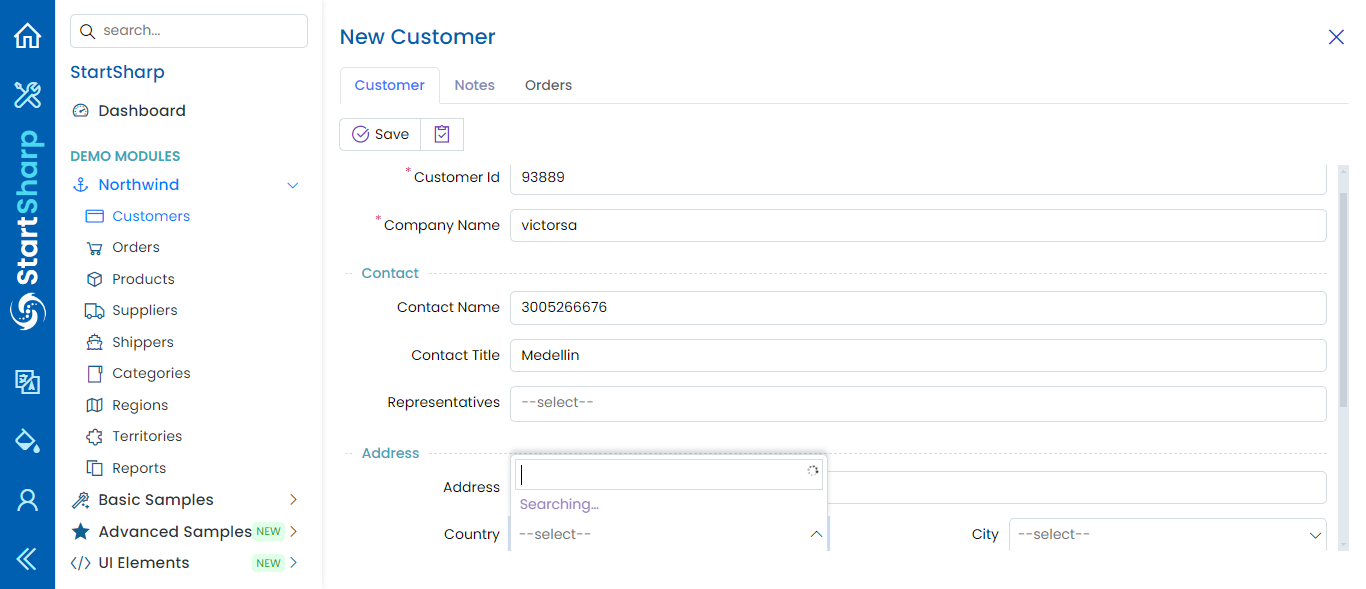 search...
StartSharp
Dashboard
DEMO MODULES
Northwind
Customers
Orders
Products
Suppliers
Shippers
Categories
Regions
Territories
Reports
Basic Samples
Advanced Samples NEW
UI Elements NEW
StartSharp
New Customer
Customer Notes Orders
Save
* Customer Id 93889
* Company Name victorsa
Contact
Contact Name 3005266676
Contact Title Medellin
Representatives --select--
Address
Address
Searching...
Country --select-- City --select--